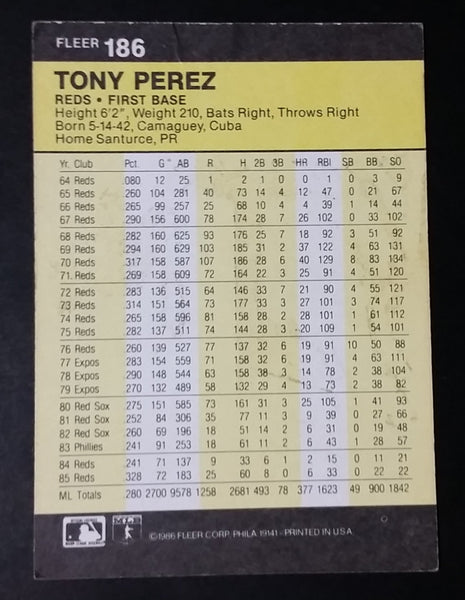 FLEER 186
TONY PEREZ
REDS • FIRST BASE
Height 6'2", Weight 210, Bats Right, Throws Right
Born 5-14-42, Camaguey, Cuba
Home Santurce, PR
Yr. Club Pct. G AB R H 2B 3B HR RBI SB BB SO
64 Reds .080 12 25 1 2 1 0 0 1 0 3 9
65 Reds .260 104 281 40 73 14 4 12 47 0 21 67
66 Reds .265 99 257 25 68 10 4 4 39 1 14 44
67 Reds .290 156 600 78 174 28 7 26 102 0 33 102
68 Reds .282 160 625 93 176 25 7 18 92 3 51 92
69 Reds .294 160 629 103 185 31 2 37 122 4 63 131
70 Reds .317 158 587 107 186 28 6 40 129 8 83 134
71 Reds .269 158 609 72 164 22 3 25 91 4 51 120
72 Reds .283 136 515 64 146 33 7 21 90 4 55 121
73 Reds .314 151 564 73 177 33 3 27 101 3 74 117
74 Reds .265 158 596 81 158 28 2 28 101 1 61 112
75 Reds .282 137 511 74 144 28 3 20 109 1 54 101
76 Reds .260 139 527 77 137 32 6 19 91 10 50 88
77 Expos .283 154 559 71 158 32 6 19 91 4 63 111
78 Expos .290 148 544 63 158 38 3 14 78 2 38 104
79 Expos .270 132 489 58 132 29 4 13 73 2 38 82
80 Red Sox .275 151 585 73 161 31 3 25 105 1 41 93
81 Red Sox .252 84 306 35 77 11 3 9 39 0 27 66
82 Red Sox .260 69 196 18 51 14 2 6 31 0 19 48
83 Phillies .241 91 253 18 61 11 2 6 43 1 28 57
84 Reds .241 71 137 9 33 6 1 2 15 0 11 21
85 Reds .328 72 183 25 60 8 0 6 33 0 22 22
ML Totals .280 2700 9578 1258 2681 493 78 377 1623 49 900 1842
©1986 FLEER CORP. PHILA 19141 - PRINTED IN U.S.A.